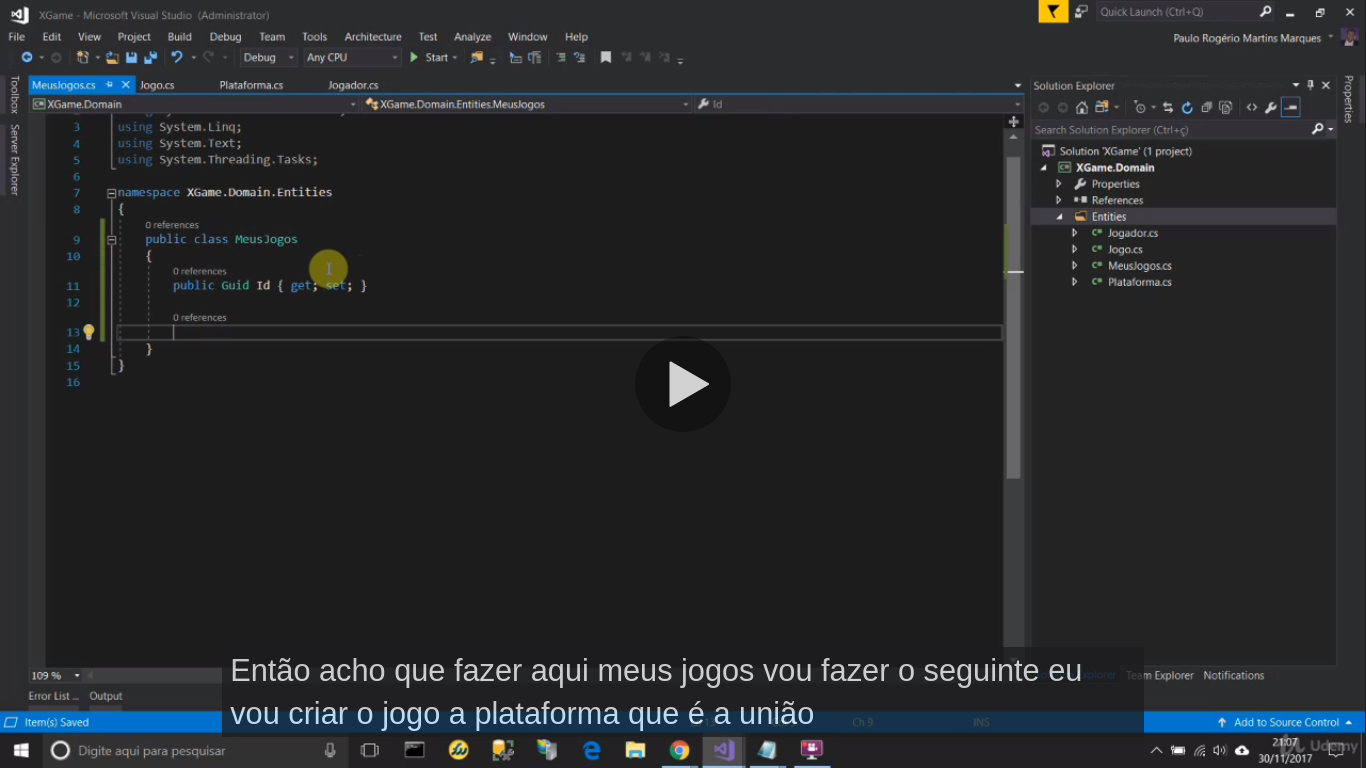 XGame - Microsoft Visual Studio (Administrator)
Quick Launch (Ctrl+Q)
File Edit View Project Build Debug Team Tools Architecture Test Analyze Window Help
Paulo Rogério Martins Marques
Debug Any CPU Start
Toolbox
Server Explorer
MeusJogos.cs Jogo.cs Plataforma.cs Jogador.cs
XGame.Domain XGame.Domain.Entities.MeusJogos Id
3 using System.Linq;
4 using System.Text;
5 using System.Threading.Tasks;
6
7 namespace XGame.Domain.Entities
8 {
0 references
9 public class MeusJogos
10 {
0 references
11 public Guid Id { get; set; }
12
0 references
13
14 }
15 }
16
Solution Explorer
Search Solution Explorer (Ctrl+ç)
Solution 'XGame' (1 project)
XGame.Domain
Properties
References
Entities
Jogador.cs
Jogo.cs
MeusJogos.cs
Plataforma.cs
Properties
109 %
Error List ... Output
Team Explorer Notifications
Então acho que fazer aqui meus jogos vou fazer o seguinte eu
vou criar o jogo a plataforma que é a união
Item(s) Saved
Ch 9 INS
Add to Source Control
Digite aqui para pesquisar
21:07
30/11/2017
Udemy